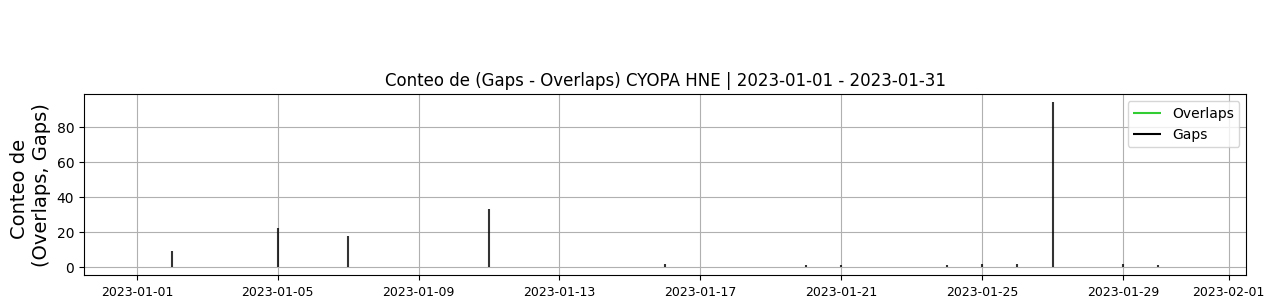 Conteo de (Gaps - Overlaps) CYOPA HNE | 2023-01-01 - 2023-01-31
Conteo de
(Overlaps, Gaps)
80
60
40
20
0
Overlaps
Gaps
2023-01-01 2023-01-05 2023-01-09 2023-01-13 2023-01-17 2023-01-21 2023-01-25 2023-01-29 2023-02-01